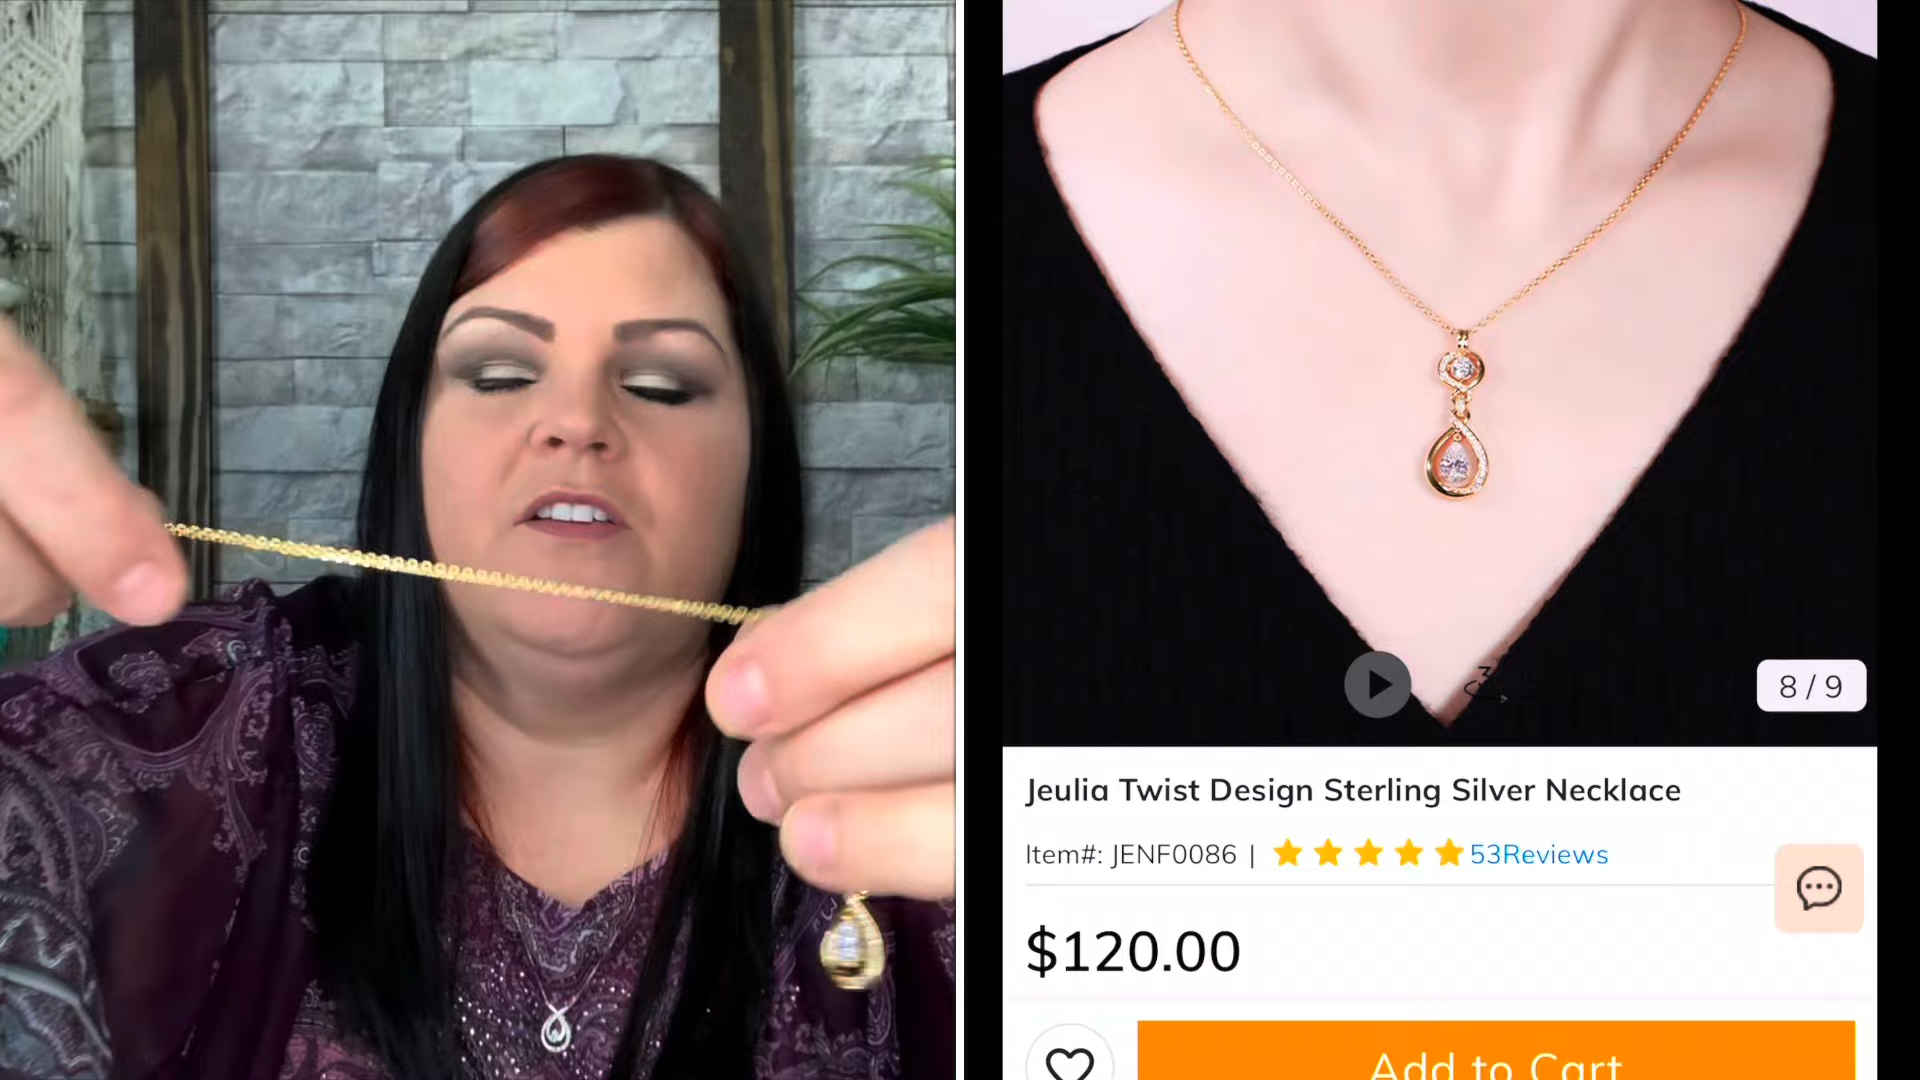 8 / 9
Jeulia Twist Design Sterling Silver Necklace
Item#: JENF0086 | 53Reviews
$120.00
Add to Cart